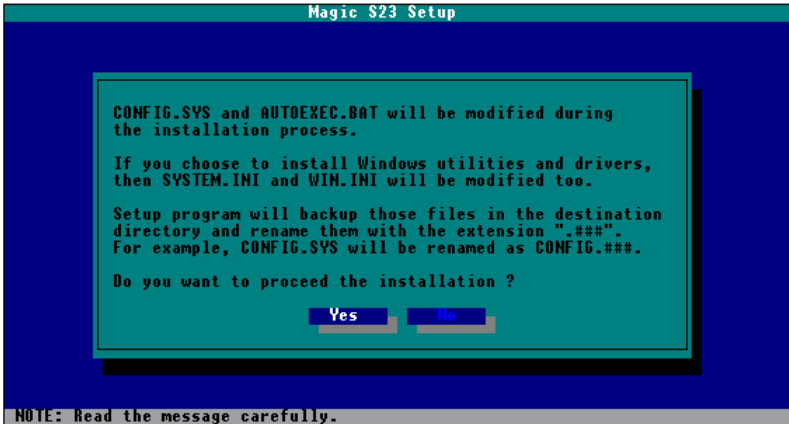 Magic S23 Setup
CONFIG.SYS and AUTOEXEC.BAT will be modified during
the installation process.
If you choose to install Windows utilities and drivers,
then SYSTEM.INI and WIN.INI will be modified too.
Setup program will backup those files in the destination
directory and rename them with the extension ".###".
For example, CONFIG.SYS will be renamed as CONFIG.###.
Do you want to proceed the installation ?
Yes No
NOTE: Read the message carefully.